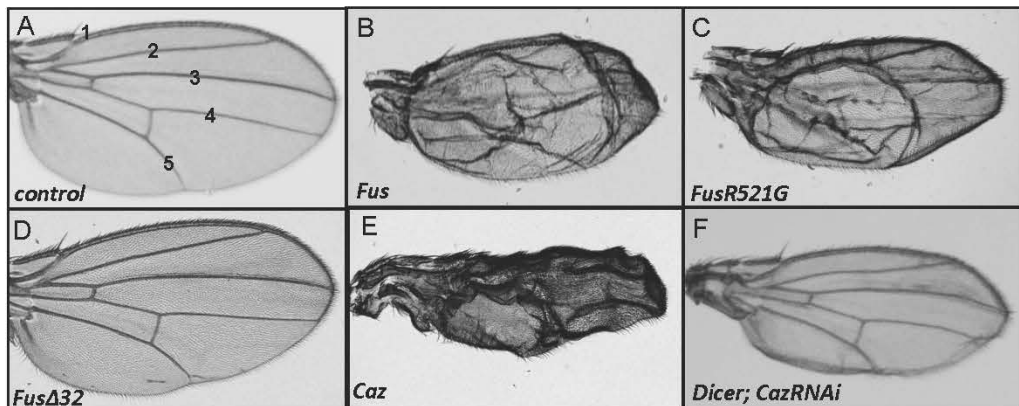 A
1
2
3
4
5
control
B
Fus
C
FusR521G
D
FusΔ32
E
Caz
F
Dicer; CazRNAi